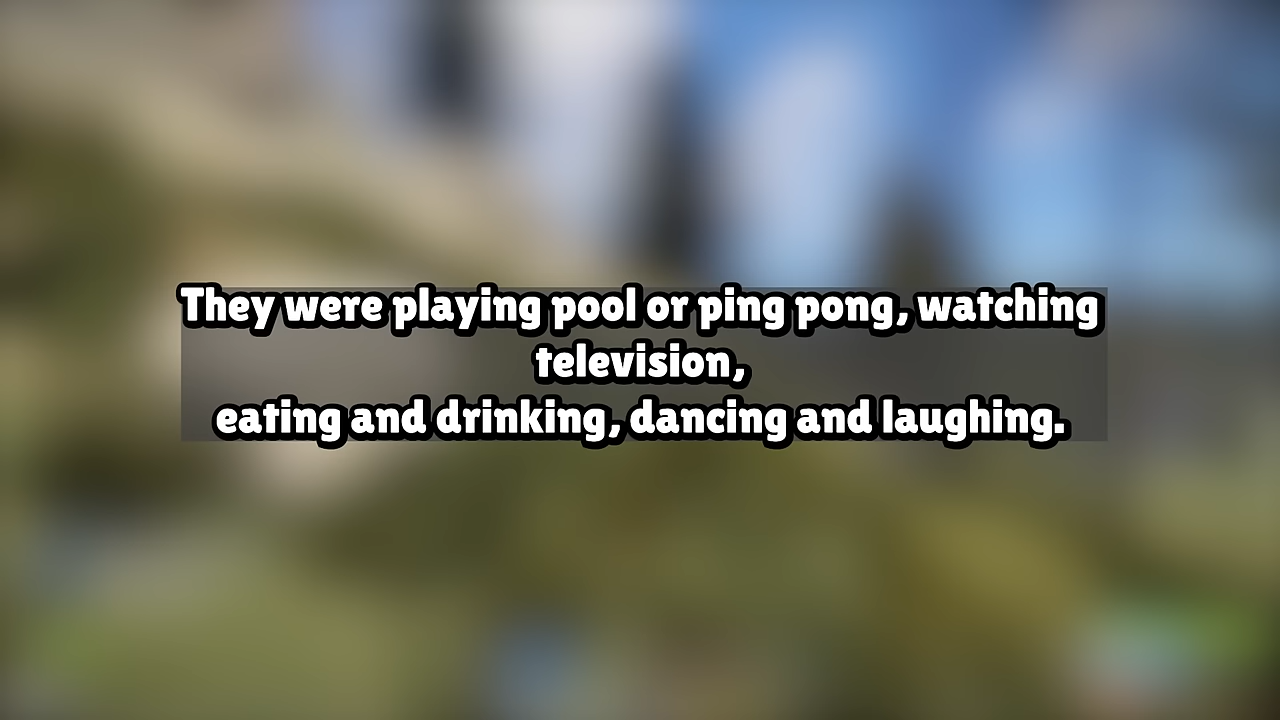 They were playing pool or ping pong, watching
television,
eating and drinking, dancing and laughing.